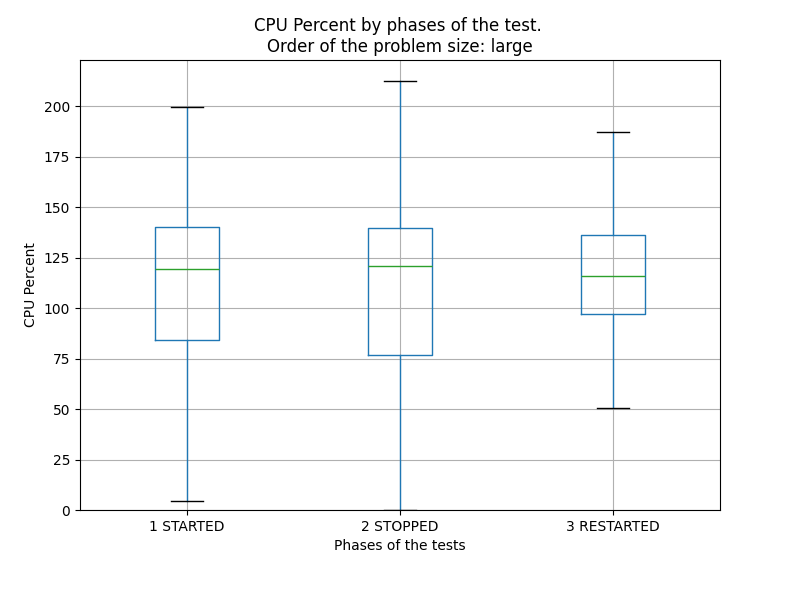 CPU Percent by phases of the test.
Order of the problem size: large
CPU Percent
200
175
150
125
100
75
50
25
0
1 STARTED
2 STOPPED
3 RESTARTED
Phases of the tests